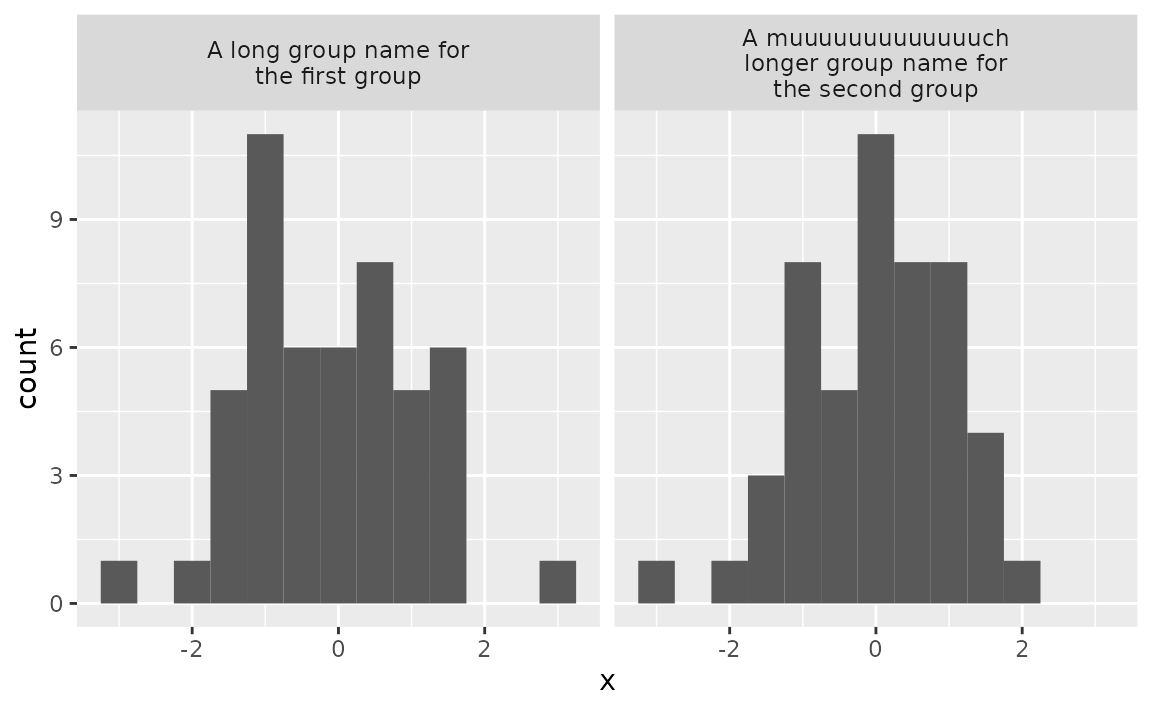 A long group name for
the first group
A muuuuuuuuuuuuuch
longer group name for
the second group
count
9
6
3
0
-2 0 2
-2 0 2
x